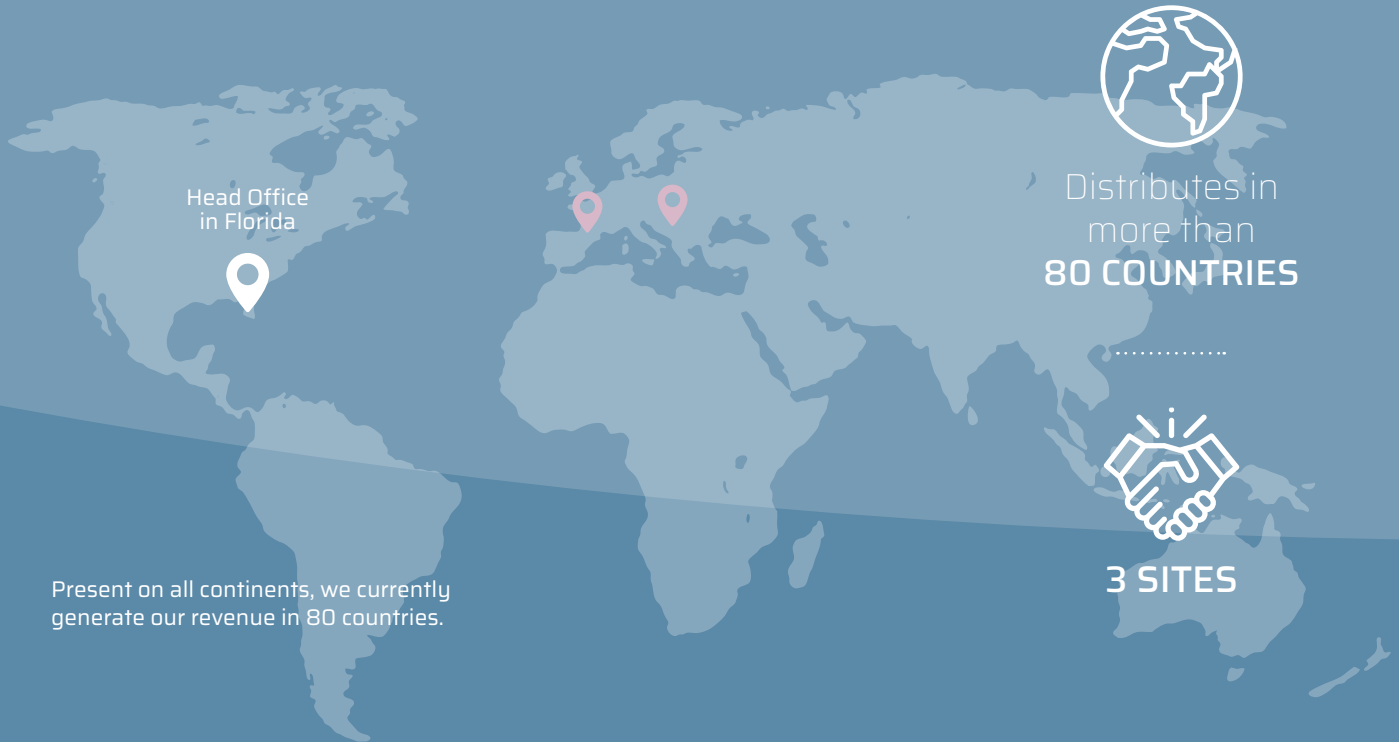 Head Office
in Florida
Distributes in
more than
80 COUNTRIES
3 SITES
Present on all continents, we currently
generate our revenue in 80 countries.